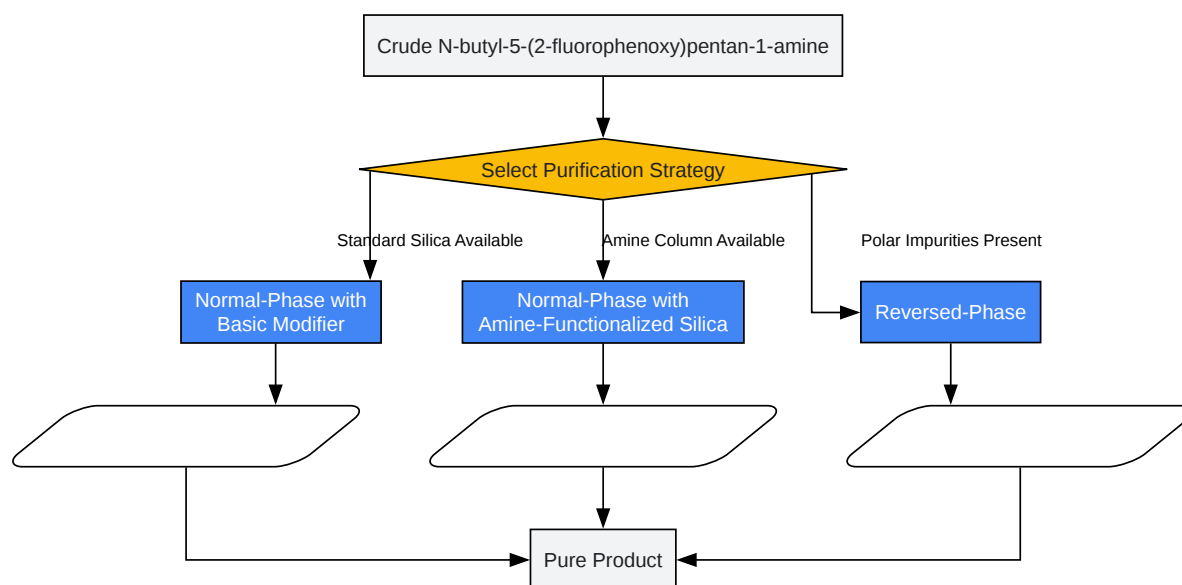 Crude N-butyl-5-(2-fluorophenoxy)pentan-1-amine
Select Purification Strategy
Standard Silica Available
Amine Column Available
Polar Impurities Present
Normal-Phase with
Basic Modifier
Normal-Phase with
Amine-Functionalized Silica
Reversed-Phase
Pure Product